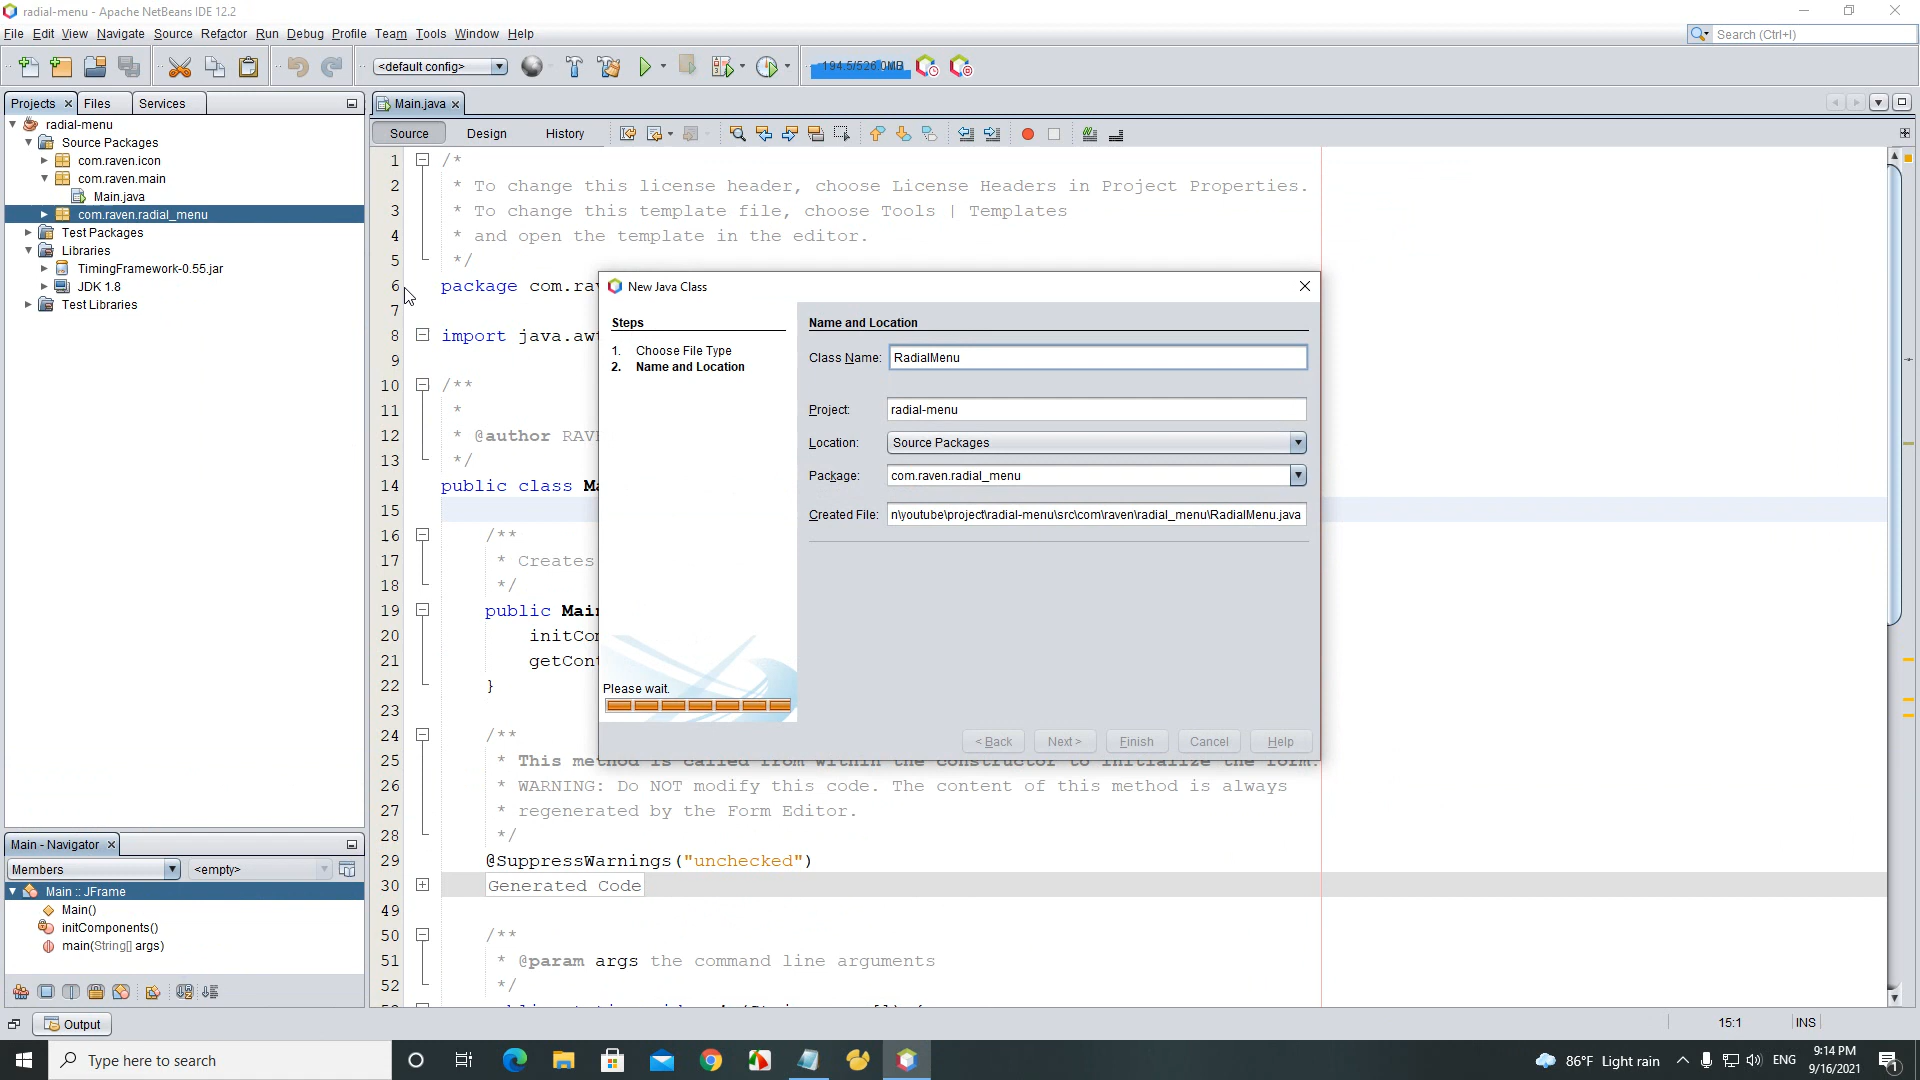 radial-menu - Apache NetBeans IDE 12.2
File Edit View Navigate Source Refactor Run Debug Profile Team Tools Window Help
Search (Ctrl+I)
<default config>
194.5/526.0MB
Projects Files Services
Main.java
radial-menu
Source Packages
com.raven.icon
com.raven.main
Main.java
com.raven.radial_menu
Test Packages
Libraries
TimingFramework-0.55.jar
JDK 1.8
Test Libraries
Source Design History
1 /*
2 * To change this license header, choose License Headers in Project Properties.
3 * To change this template file, choose Tools | Templates
4 * and open the template in the editor.
5 */
6 package com.rav
7
8 import java.aw
9
10 /**
11 *
12 * @author RAV
13 */
14 public class Ma
15
16 /**
17 * Creates
18 */
19 public Main
20 initCo
21 getCon
22 }
23
24 /**
25 * This method is called from within the constructor to initialize the form.
26 * WARNING: Do NOT modify this code. The content of this method is always
27 * regenerated by the Form Editor.
28 */
29 @SuppressWarnings("unchecked")
30 Generated Code
49
50 /**
51 * @param args the command line arguments
52 */
New Java Class
Steps
1. Choose File Type
2. Name and Location
Please wait.
Name and Location
Class Name: RadialMenu
Project: radial-menu
Location: Source Packages
Package: com.raven.radial_menu
Created File: n\youtube\project\radial-menu\src\com\raven\radial_menu\RadialMenu.java
< Back Next > Finish Cancel Help
Main - Navigator
Members <empty>
Main :: JFrame
Main()
initComponents()
main(String[] args)
Output
15:1 INS
Type here to search
86°F Light rain
ENG
9:14 PM
9/16/2021
1